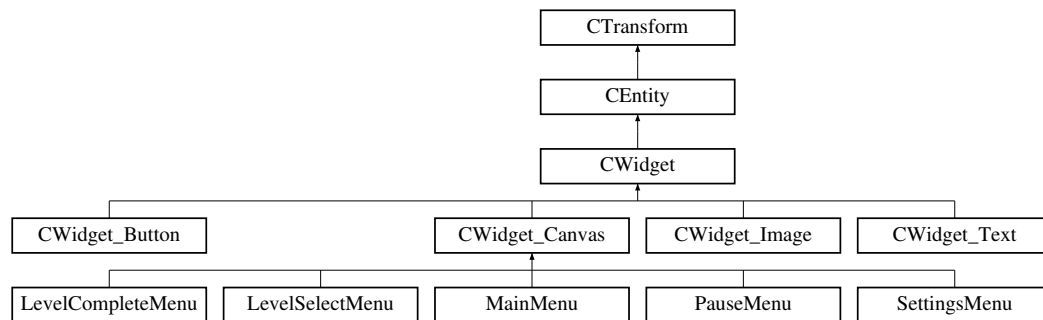 CTransform
CEntity
CWidget
CWidget_Button CWidget_Canvas CWidget_Image CWidget_Text
LevelCompleteMenu LevelSelectMenu MainMenu PauseMenu SettingsMenu